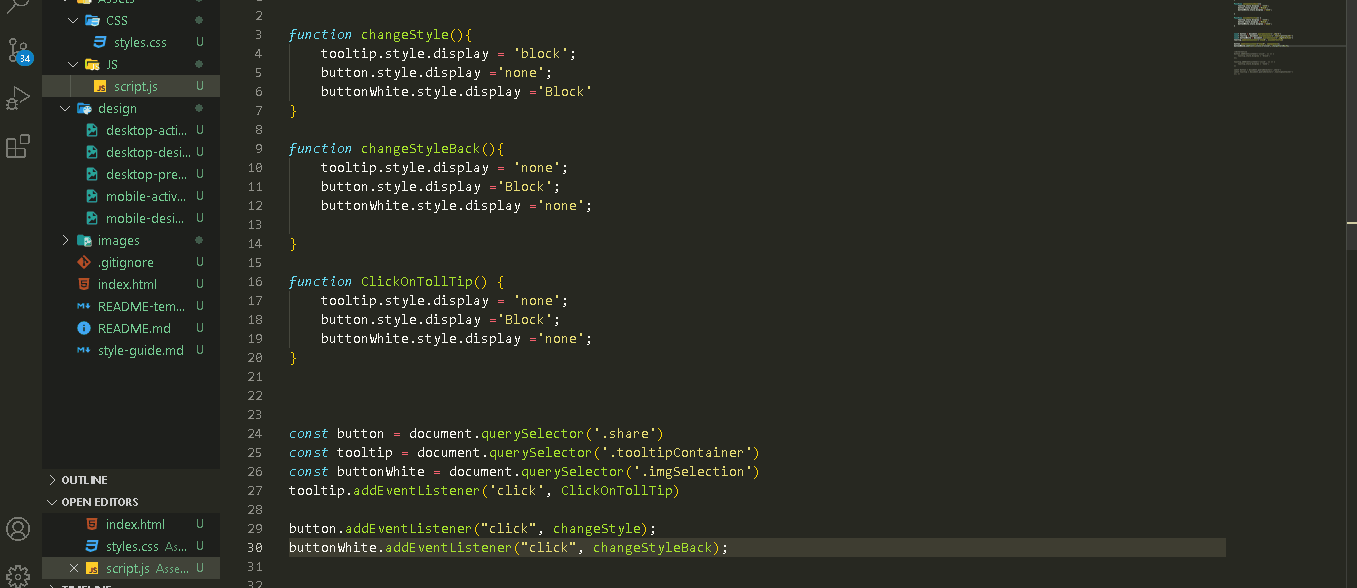 Assets
CSS
styles.css U
34
JS
script.js U
design
desktop-acti... U
desktop-desi... U
desktop-pre... U
mobile-activ... U
mobile-desi... U
images
.gitignore U
index.html U
README-tem... U
README.md U
style-guide.md U
OUTLINE
OPEN EDITORS
index.html U
styles.css As... U
script.js Asse... U
TIMELINE
2
3 function changeStyle(){
4 tooltip.style.display = 'block';
5 button.style.display ='none';
6 buttonWhite.style.display ='Block'
7 }
8
9 function changeStyleBack(){
10 tooltip.style.display = 'none';
11 button.style.display ='Block';
12 buttonWhite.style.display ='none';
13
14 }
15
16 function ClickOnTollTip() {
17 tooltip.style.display = 'none';
18 button.style.display ='Block';
19 buttonWhite.style.display ='none';
20 }
21
22
23
24 const button = document.querySelector('.share')
25 const tooltip = document.querySelector('.tooltipContainer')
26 const buttonWhite = document.querySelector('.imgSelection')
27 tooltip.addEventListener('click', ClickOnTollTip)
28
29 button.addEventListener("click", changeStyle);
30 buttonWhite.addEventListener("click", changeStyleBack);
31
32